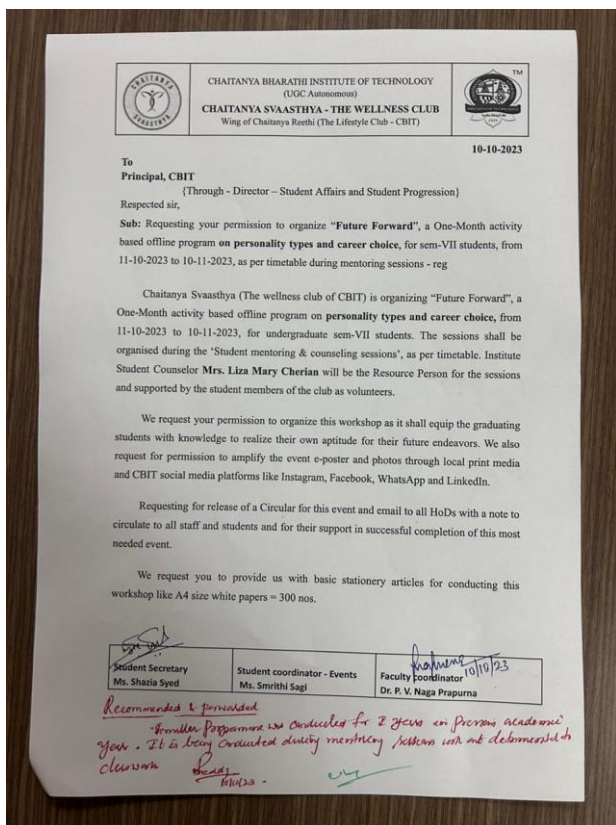 CHAITANYA
SVAASTHYA
CHAITANYA BHARATHI INSTITUTE OF TECHNOLOGY
(UGC Autonomous)
CHAITANYA SVAASTHYA - THE WELLNESS CLUB
Wing of Chaitanya Reethi (The Lifestyle Club - CBIT)
TM
10-10-2023
To
Principal, CBIT
{Through - Director – Student Affairs and Student Progression}
Respected sir,
Sub: Requesting your permission to organize “Future Forward”, a One-Month activity
based offline program on personality types and career choice, for sem-VII students, from
11-10-2023 to 10-11-2023, as per timetable during mentoring sessions - reg
Chaitanya Svaasthya (The wellness club of CBIT) is organizing “Future Forward”, a
One-Month activity based offline program on personality types and career choice, from
11-10-2023 to 10-11-2023, for undergraduate sem-VII students. The sessions shall be
organised during the ‘Student mentoring & counseling sessions’, as per timetable. Institute
Student Counselor Mrs. Liza Mary Cherian will be the Resource Person for the sessions
and supported by the student members of the club as volunteers.
We request your permission to organize this workshop as it shall equip the graduating
students with knowledge to realize their own aptitude for their future endeavors. We also
request for permission to amplify the event e-poster and photos through local print media
and CBIT social media platforms like Instagram, Facebook, WhatsApp and LinkedIn.
Requesting for release of a Circular for this event and email to all HoDs with a note to
circulate to all staff and students and for their support in successful completion of this most
needed event.
We request you to provide us with basic stationery articles for conducting this
workshop like A4 size white papers = 300 nos.
10/10/23
Student Secretary
Ms. Shazia Syed
Student coordinator - Events
Ms. Smrithi Sagi
Faculty coordinator
Dr. P. V. Naga Prapurna
Recommended & forwarded
conducted for 2 years in previous academic
year. It is being conducted during mentoring
10/10/23.